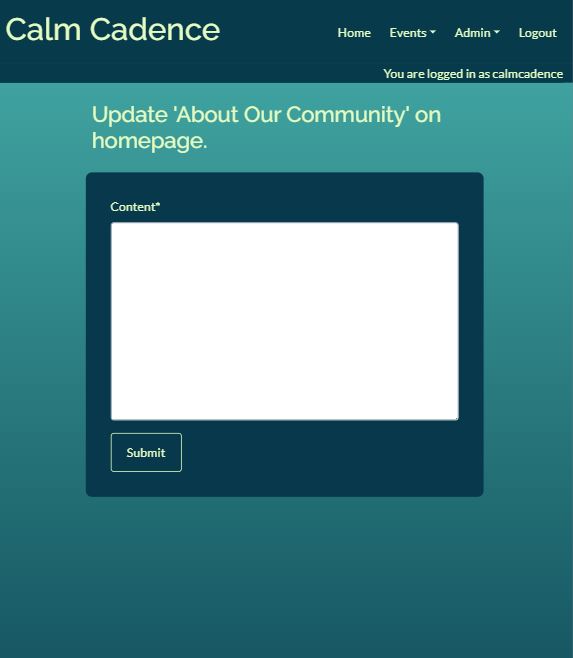 Calm Cadence
Home Events Admin Logout
You are logged in as calmcadence
Update 'About Our Community' on
homepage.
Content*
Submit